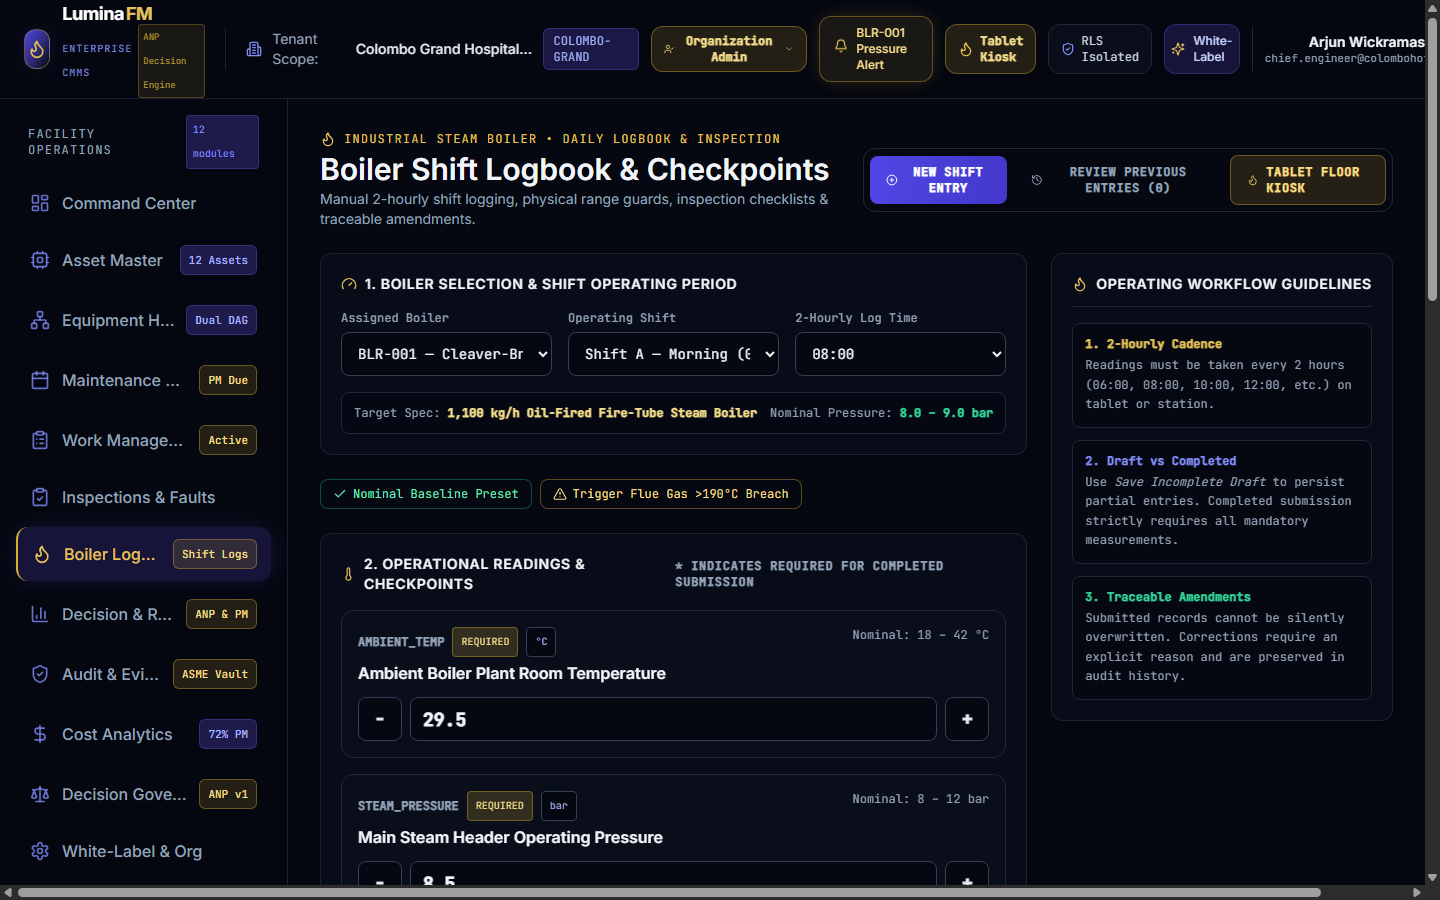 LuminaFM
ENTERPRISE CMMS
ANP Decision Engine
Tenant Scope:
Colombo Grand Hospital...
COLOMBO-GRAND
Organization Admin
BLR-001 Pressure Alert
Tablet Kiosk
RLS Isolated
White-Label
Arjun Wickramas
chief.engineer@colomboho
FACILITY OPERATIONS
12 modules
Command Center
Asset Master
12 Assets
Equipment H...
Dual DAG
Maintenance ...
PM Due
Work Manage...
Active
Inspections & Faults
Boiler Log...
Shift Logs
Decision & R...
ANP & PM
Audit & Evi...
ASME Vault
Cost Analytics
72% PM
Decision Gove...
ANP v1
White-Label & Org
INDUSTRIAL STEAM BOILER • DAILY LOGBOOK & INSPECTION
Boiler Shift Logbook & Checkpoints
Manual 2-hourly shift logging, physical range guards, inspection checklists &
traceable amendments.
NEW SHIFT ENTRY
REVIEW PREVIOUS ENTRIES (0)
TABLET FLOOR KIOSK
1. BOILER SELECTION & SHIFT OPERATING PERIOD
Assigned Boiler
Operating Shift
2-Hourly Log Time
BLR-001 — Cleaver-Br
Shift A — Morning (0
08:00
Target Spec: 1,100 kg/h Oil-Fired Fire-Tube Steam Boiler
Nominal Pressure: 8.0 – 9.0 bar
Nominal Baseline Preset
Trigger Flue Gas >190°C Breach
2. OPERATIONAL READINGS & CHECKPOINTS
* INDICATES REQUIRED FOR COMPLETED SUBMISSION
AMBIENT_TEMP
REQUIRED
°C
Nominal: 18 – 42 °C
Ambient Boiler Plant Room Temperature
-
29.5
+
STEAM_PRESSURE
REQUIRED
bar
Nominal: 8 – 12 bar
Main Steam Header Operating Pressure
-
8.5
+
OPERATING WORKFLOW GUIDELINES
1. 2-Hourly Cadence
Readings must be taken every 2 hours
(06:00, 08:00, 10:00, 12:00, etc.) on
tablet or station.
2. Draft vs Completed
Use Save Incomplete Draft to persist
partial entries. Completed submission
strictly requires all mandatory
measurements.
3. Traceable Amendments
Submitted records cannot be silently
overwritten. Corrections require an
explicit reason and are preserved in
audit history.